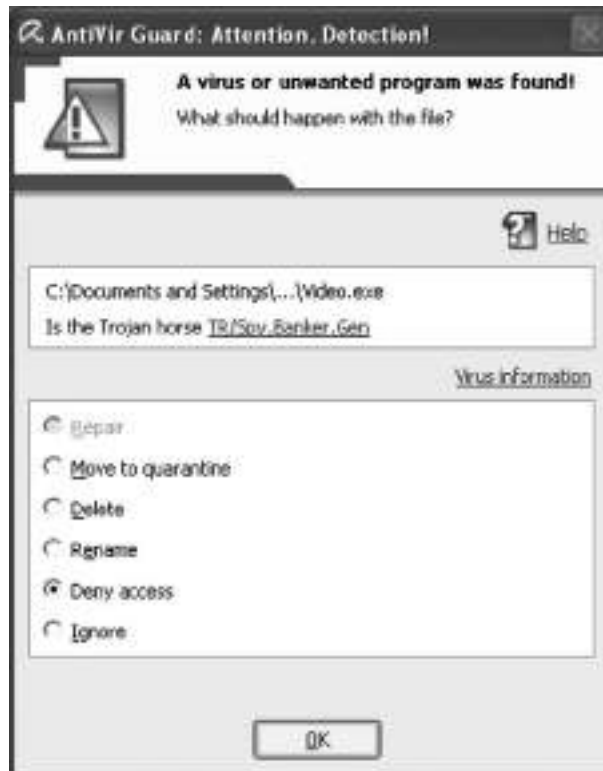 AntiVir Guard: Attention, Detection!
A virus or unwanted program was found!
What should happen with the file?
Help
C:\Documents and Settings\...\Video.exe
Is the Trojan horse TR/Spy.Banker.Gen
Virus information
Repair
Move to quarantine
Delete
Rename
Deny access
Ignore
OK